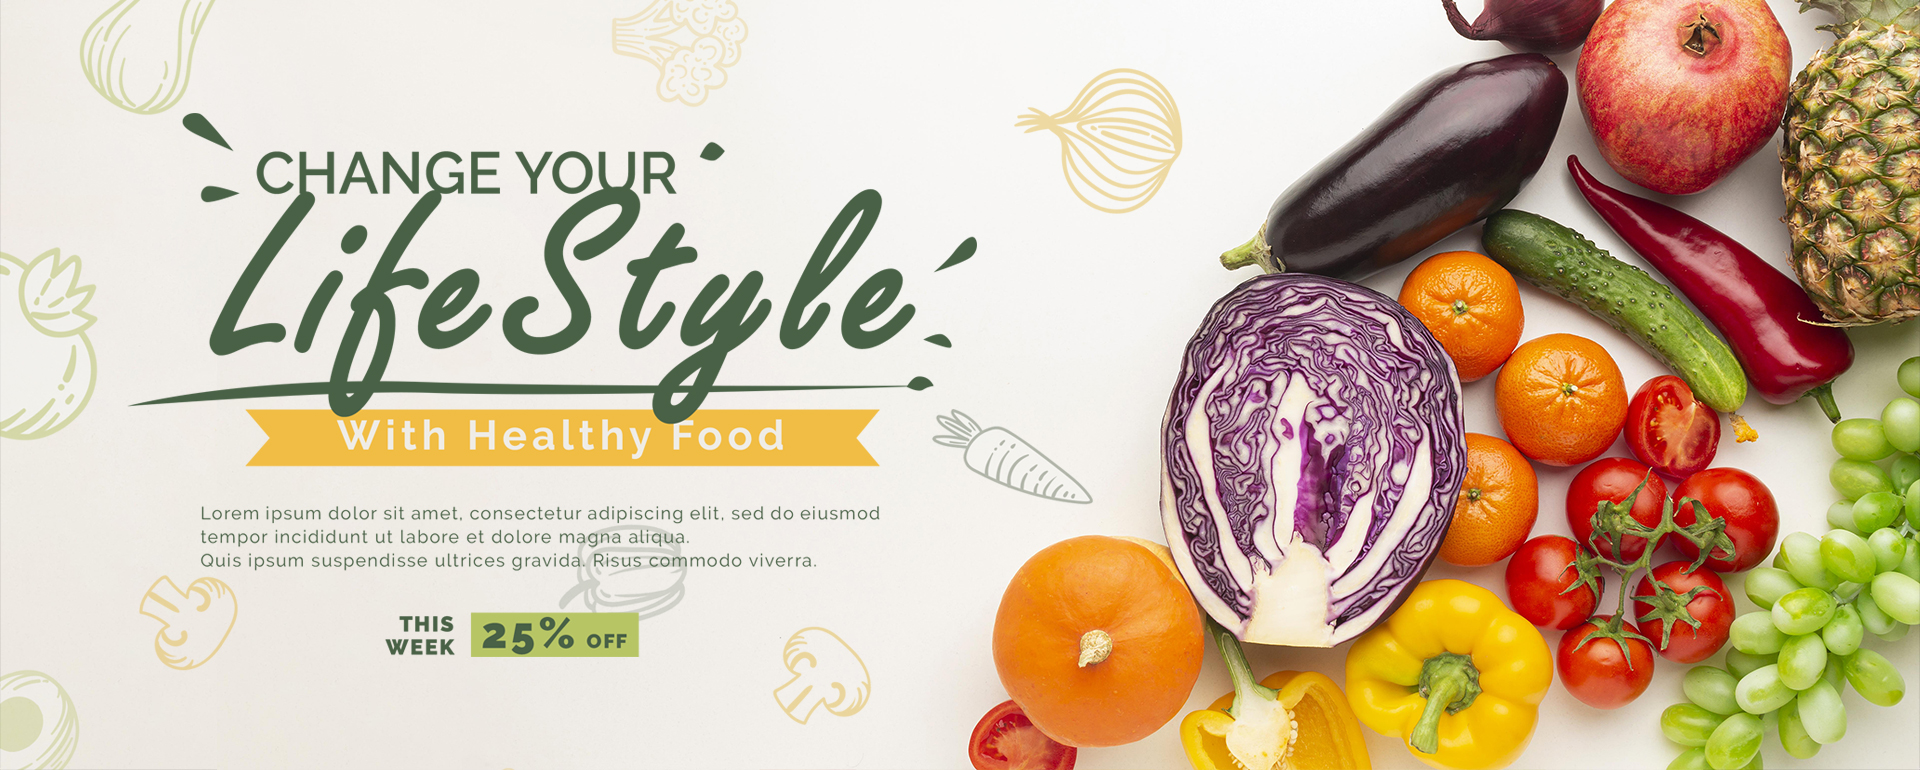 CHANGE YOUR
LifeStyle
With Healthy Food
Lorem ipsum dolor sit amet, consectetur adipiscing elit, sed do eiusmod
tempor incididunt ut labore et dolore magna aliqua.
Quis ipsum suspendisse ultrices gravida. Risus commodo viverra.
THIS
WEEK
25% OFF